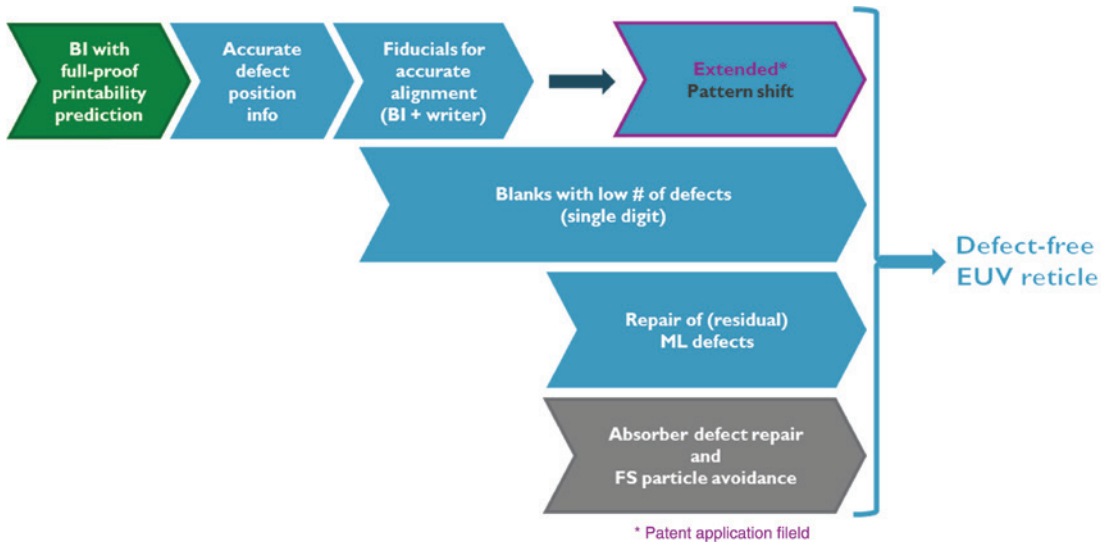 BI with
full-proof
printability
prediction
Accurate
defect
position
info
Fiducials for
accurate
alignment
(BI + writer)
Extended*
Pattern shift
Blanks with low # of defects
(single digit)
Defect-free
EUV reticle
Repair of (residual)
ML defects
Absorber defect repair
and
FS particle avoidance
* Patent application fileld